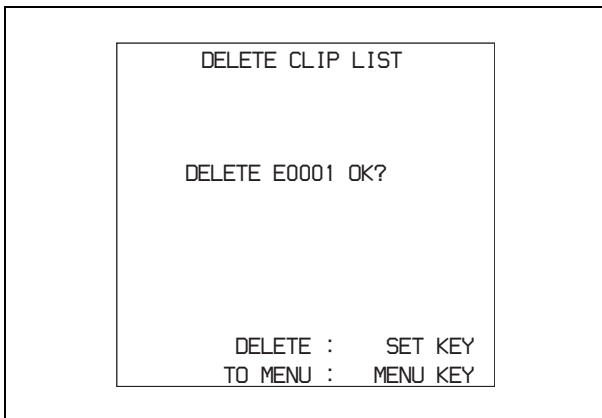 DELETE CLIP LIST
DELETE E0001 OK?
DELETE : SET KEY
TO MENU : MENU KEY